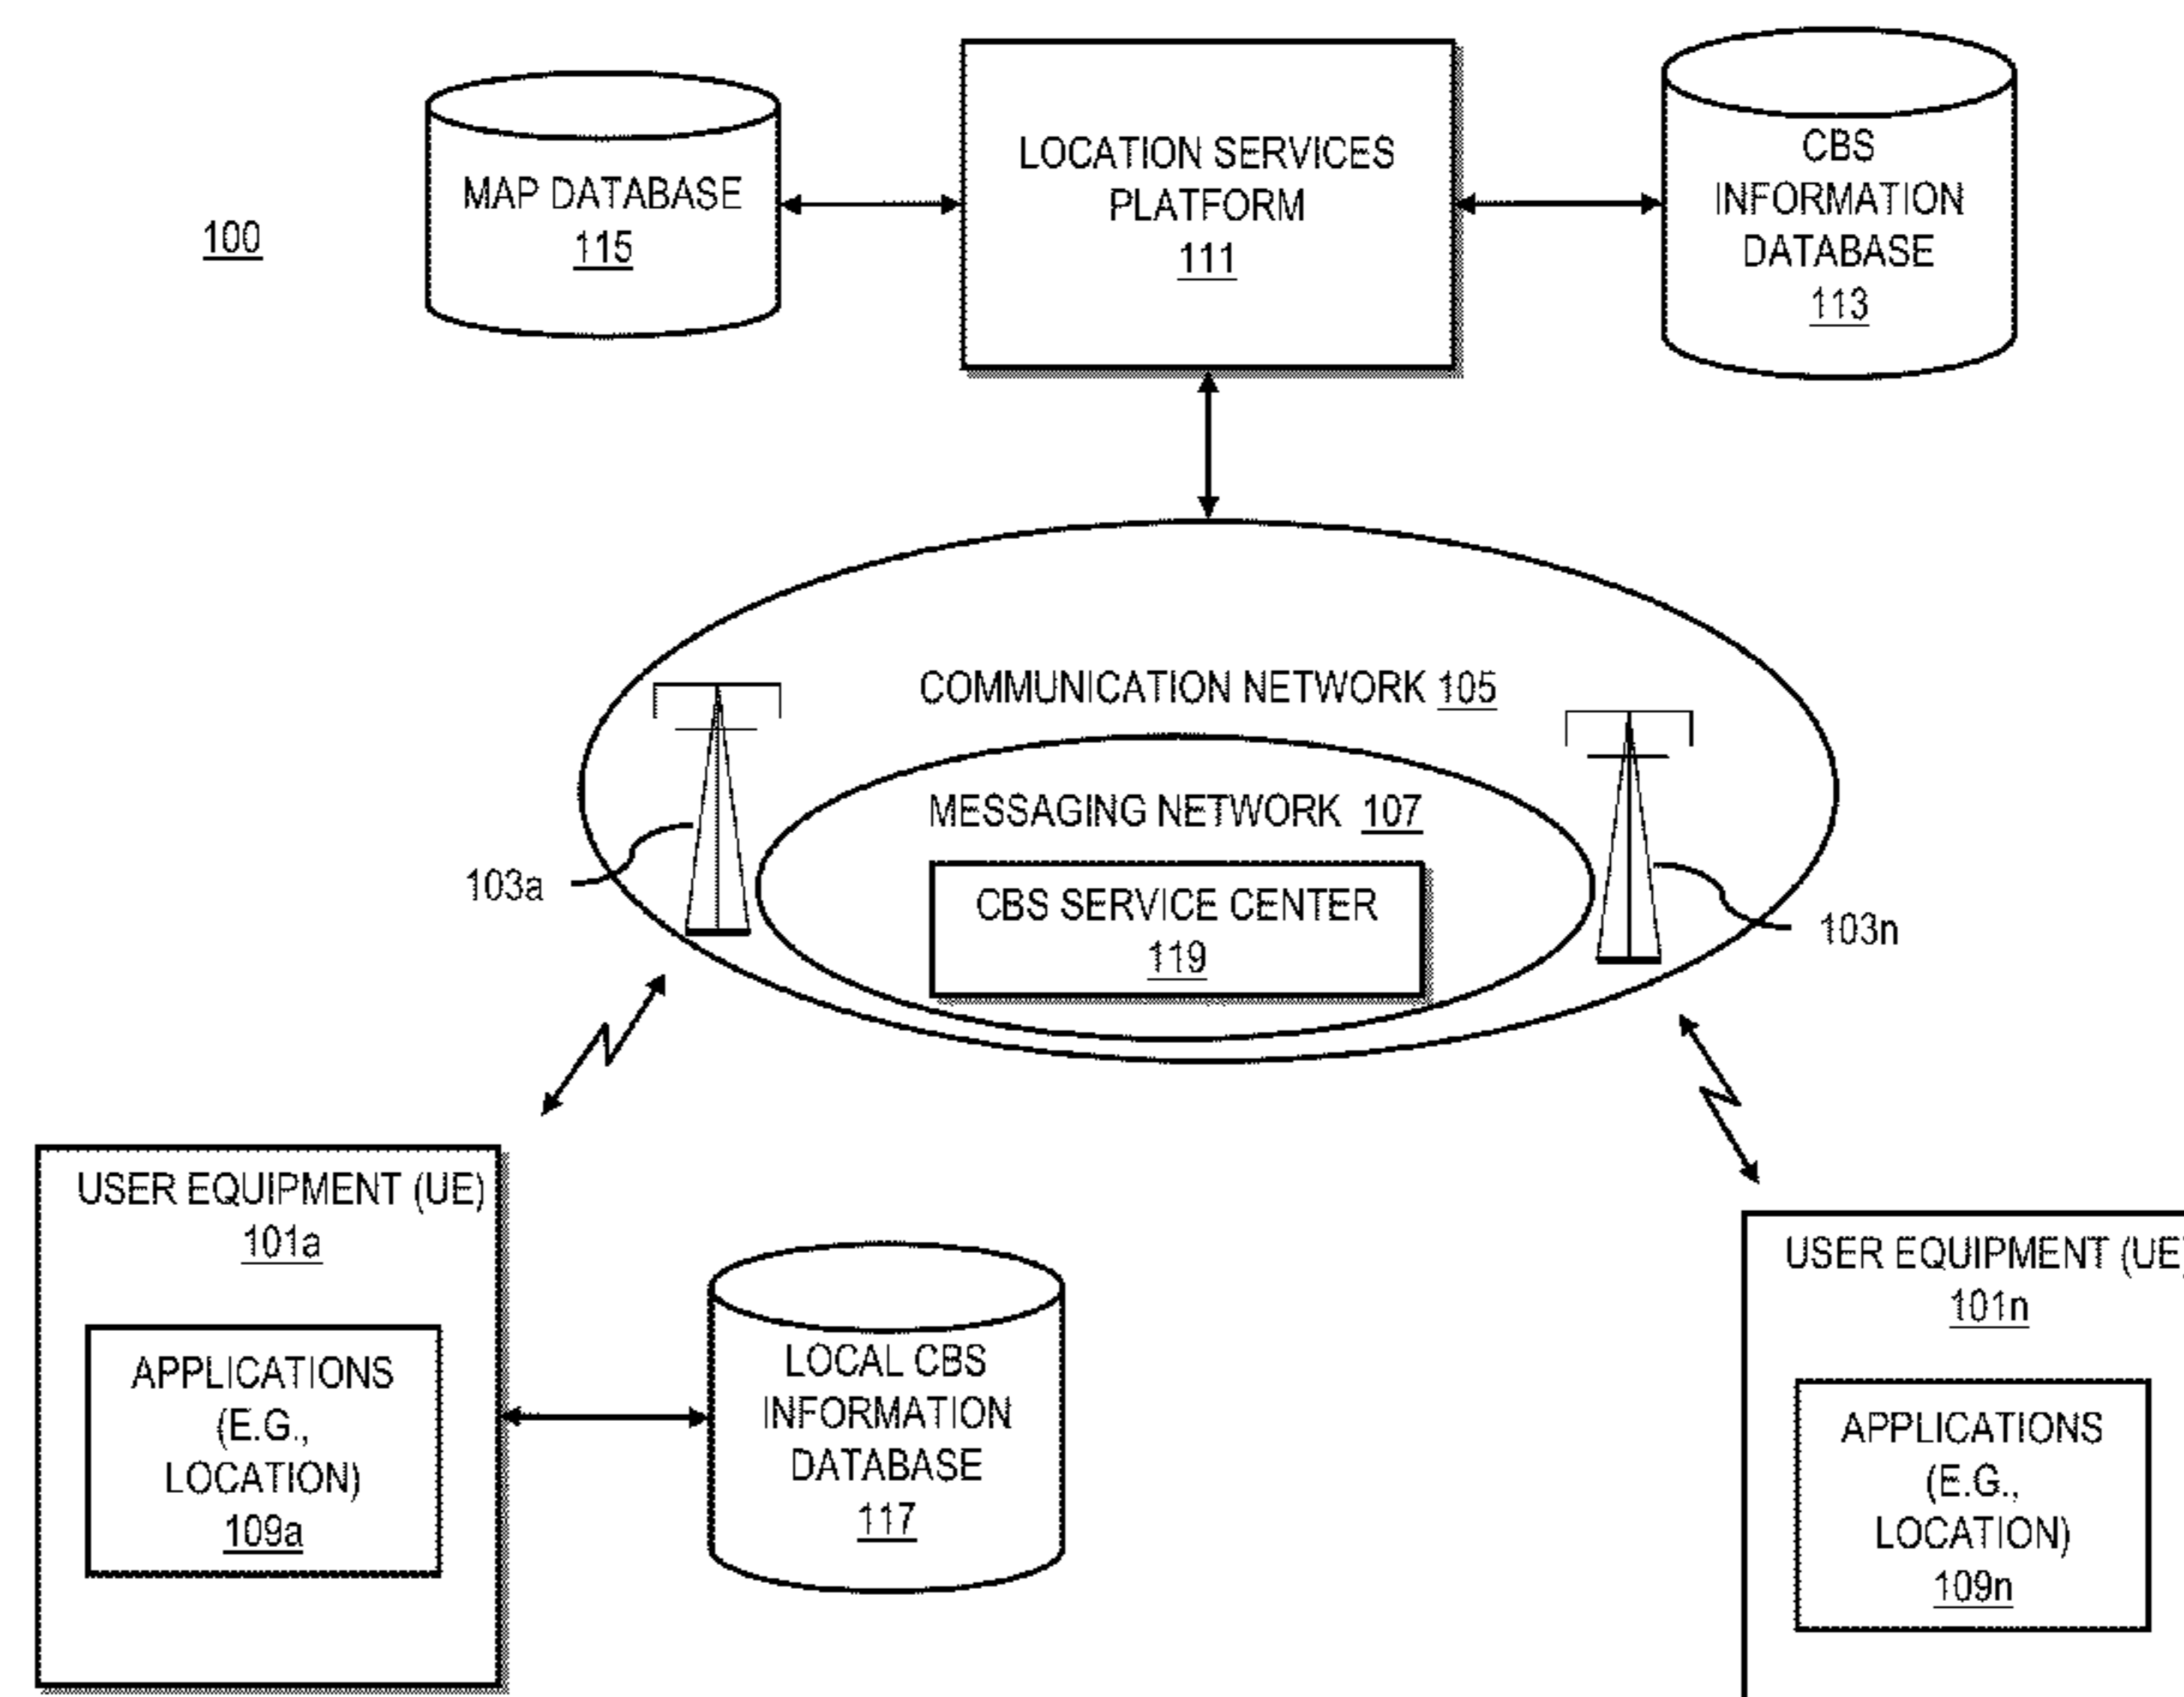 100
MAP DATABASE
115
LOCATION SERVICES
PLATFORM
111
CBS
INFORMATION
DATABASE
113
COMMUNICATION NETWORK 105
MESSAGING NETWORK 107
CBS SERVICE CENTER
119
103a
103n
USER EQUIPMENT (UE)
101a
APPLICATIONS
(E.G.,
LOCATION)
109a
LOCAL CBS
INFORMATION
DATABASE
117
USER EQUIPMENT (UE)
101n
APPLICATIONS
(E.G.,
LOCATION)
109n